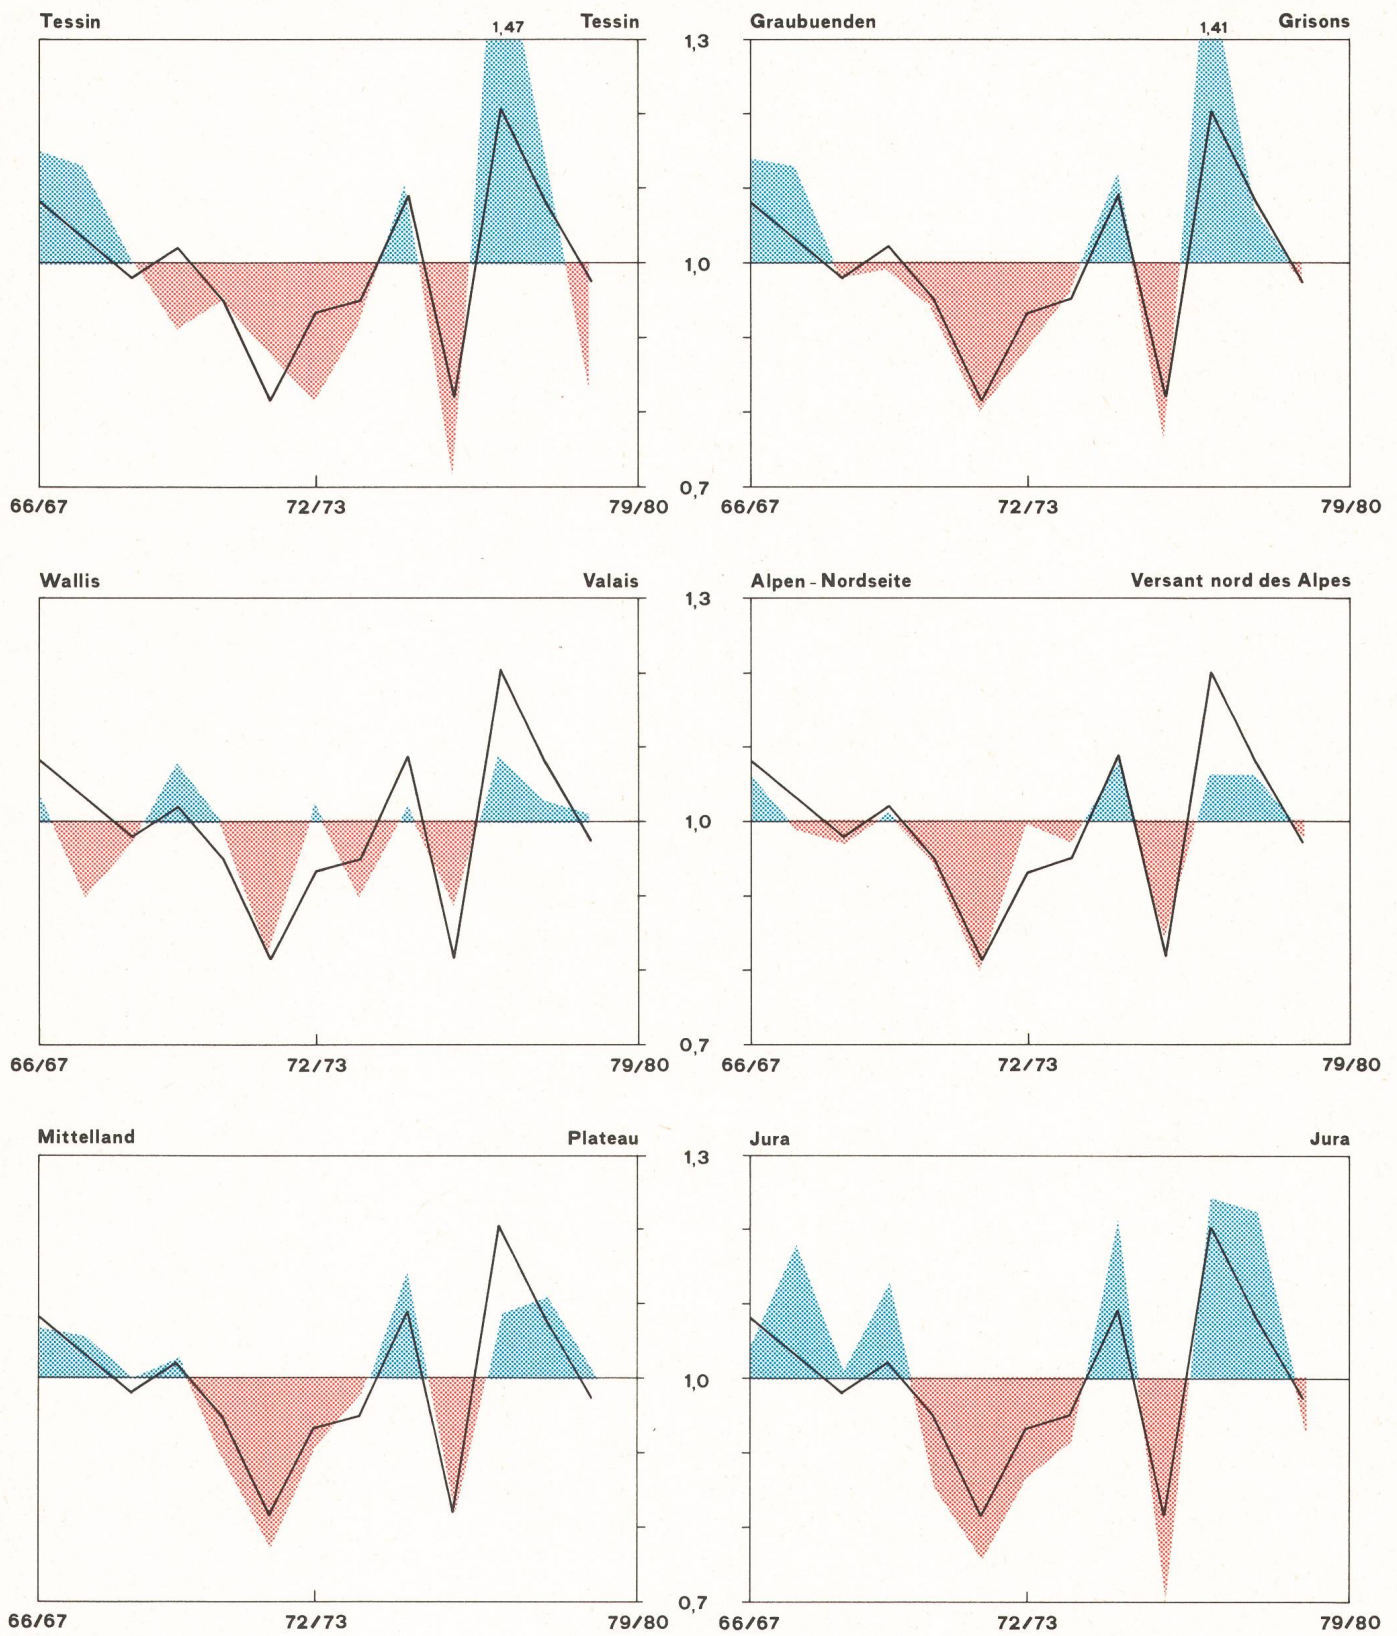 Tessin Tessin Graubuenden Grisons
1,47 1,41
1,3
1,0
0,7
66/67 72/73 79/80 66/67 72/73 79/80
Wallis Valais Alpen - Nordseite Versant nord des Alpes
1,3
1,0
0,7
66/67 72/73 79/80 66/67 72/73 79/80
Mittelland Plateau Jura Jura
1,3
1,0
0,7
66/67 72/73 79/80 66/67 72/73 79/80